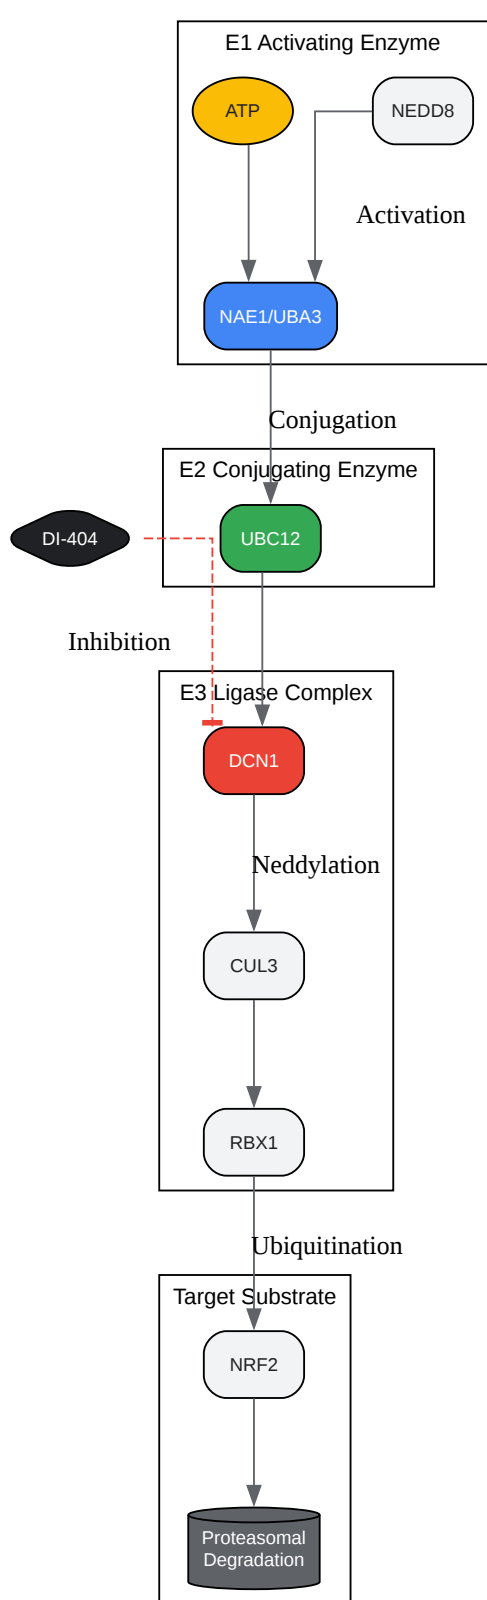 E1 Activating Enzyme
ATP
NEDD8
Activation
NAE1/UBA3
Conjugation
E2 Conjugating Enzyme
DI-404
UBC12
Inhibition
E3 Ligase Complex
DCN1
Neddylation
CUL3
RBX1
Ubiquitination
Target Substrate
NRF2
Proteasomal
Degradation